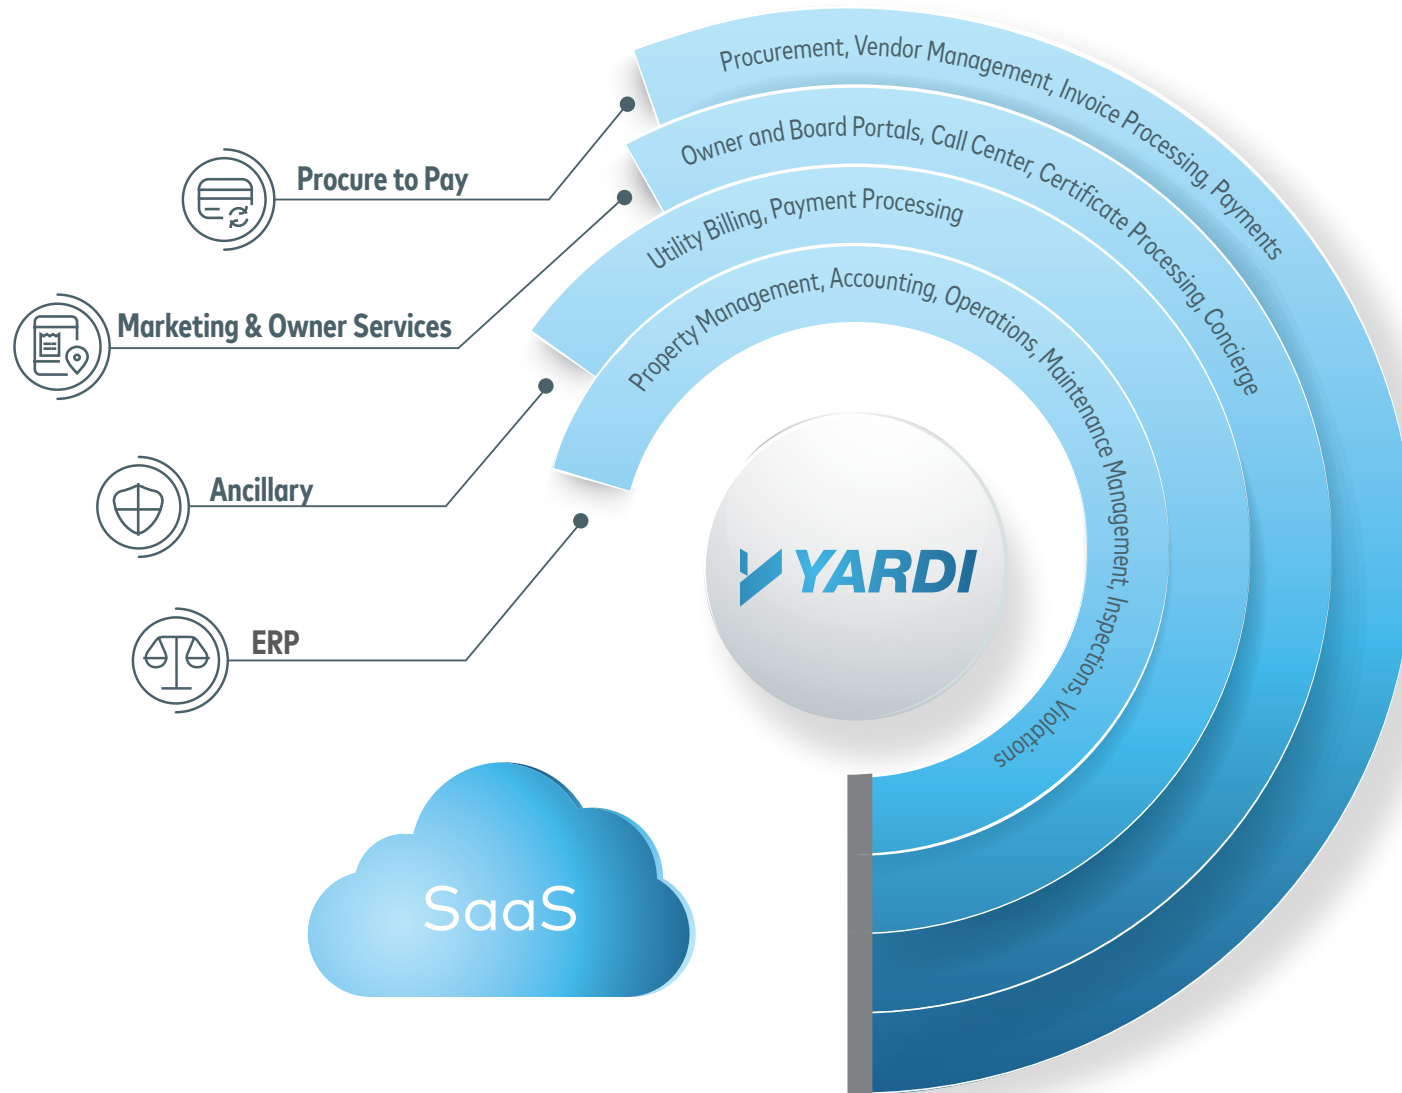 Procurement, Vendor Management, Invoice Processing, Payments
Owner and Board Portals, Call Center, Certificate Processing, Concierge
Utility Billing, Payment Processing
Property Management, Accounting, Operations, Maintenance Management, Inspections, Violations
Procure to Pay
Marketing & Owner Services
Ancillary
ERP
YARDI
SaaS